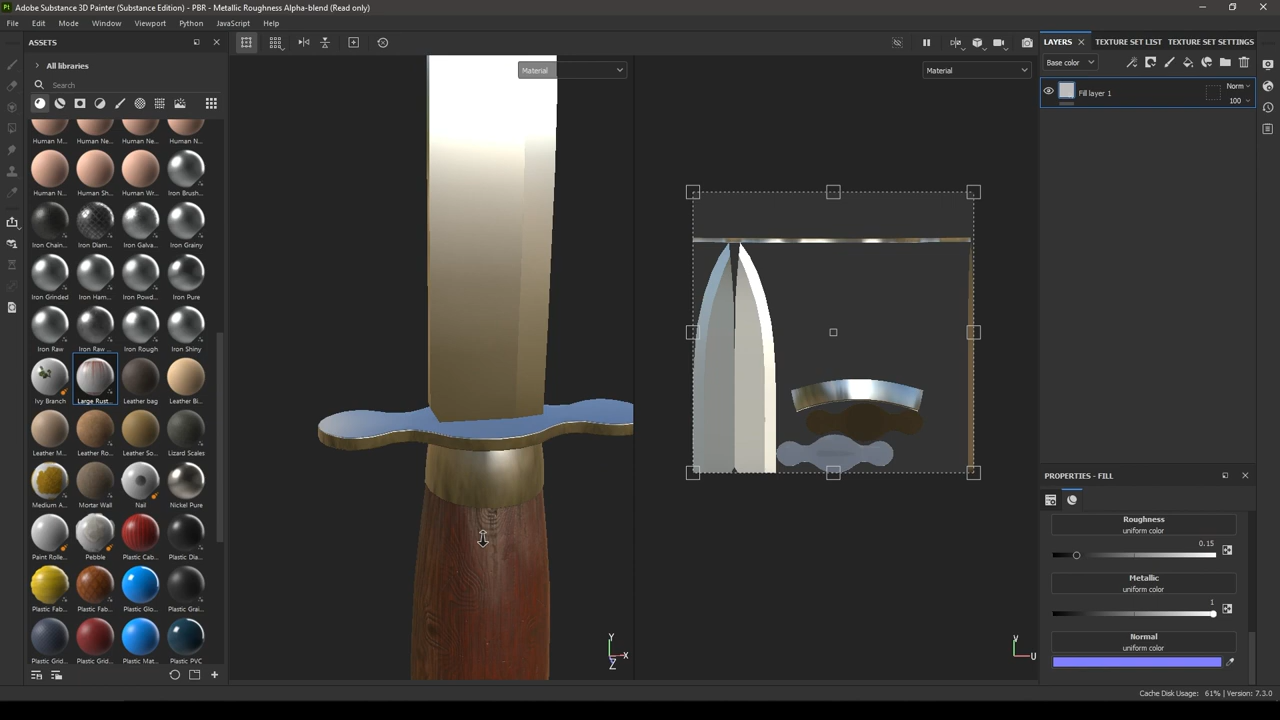 Pt Adobe Substance 3D Painter (Substance Edition) - PBR - Metallic Roughness Alpha-blend (Read only)
File Edit Mode Window Viewport Python JavaScript Help
ASSETS
All libraries
Search
Human M... Human Ne... Human Ne... Human N...
Human N... Human Sh... Human Wr... Iron Brush...
Iron Chain... Iron Diam... Iron Galva... Iron Grainy
Iron Grinded Iron Ham... Iron Powd... Iron Pure
Iron Raw Iron Raw ... Iron Rough Iron Shiny
Ivy Branch Large Rust... Leather bag Leather Bi...
Leather M... Leather Ro... Leather So... Lizard Scales
Medium A... Mortar Wall Nail Nickel Pure
Paint Rolle... Pebble Plastic Cab... Plastic Dia...
Plastic Fab... Plastic Fab... Plastic Glo... Plastic Grai...
Plastic Grid... Plastic Grid... Plastic Mat... Plastic PVC
Material
Y
X
Z
Material
V
U
LAYERS TEXTURE SET LIST TEXTURE SET SETTINGS
Base color
Fill layer 1
Norm
100
PROPERTIES - FILL
Roughness
uniform color
0.15
Metallic
uniform color
1
Normal
uniform color
Cache Disk Usage: 61% | Version: 7.3.0